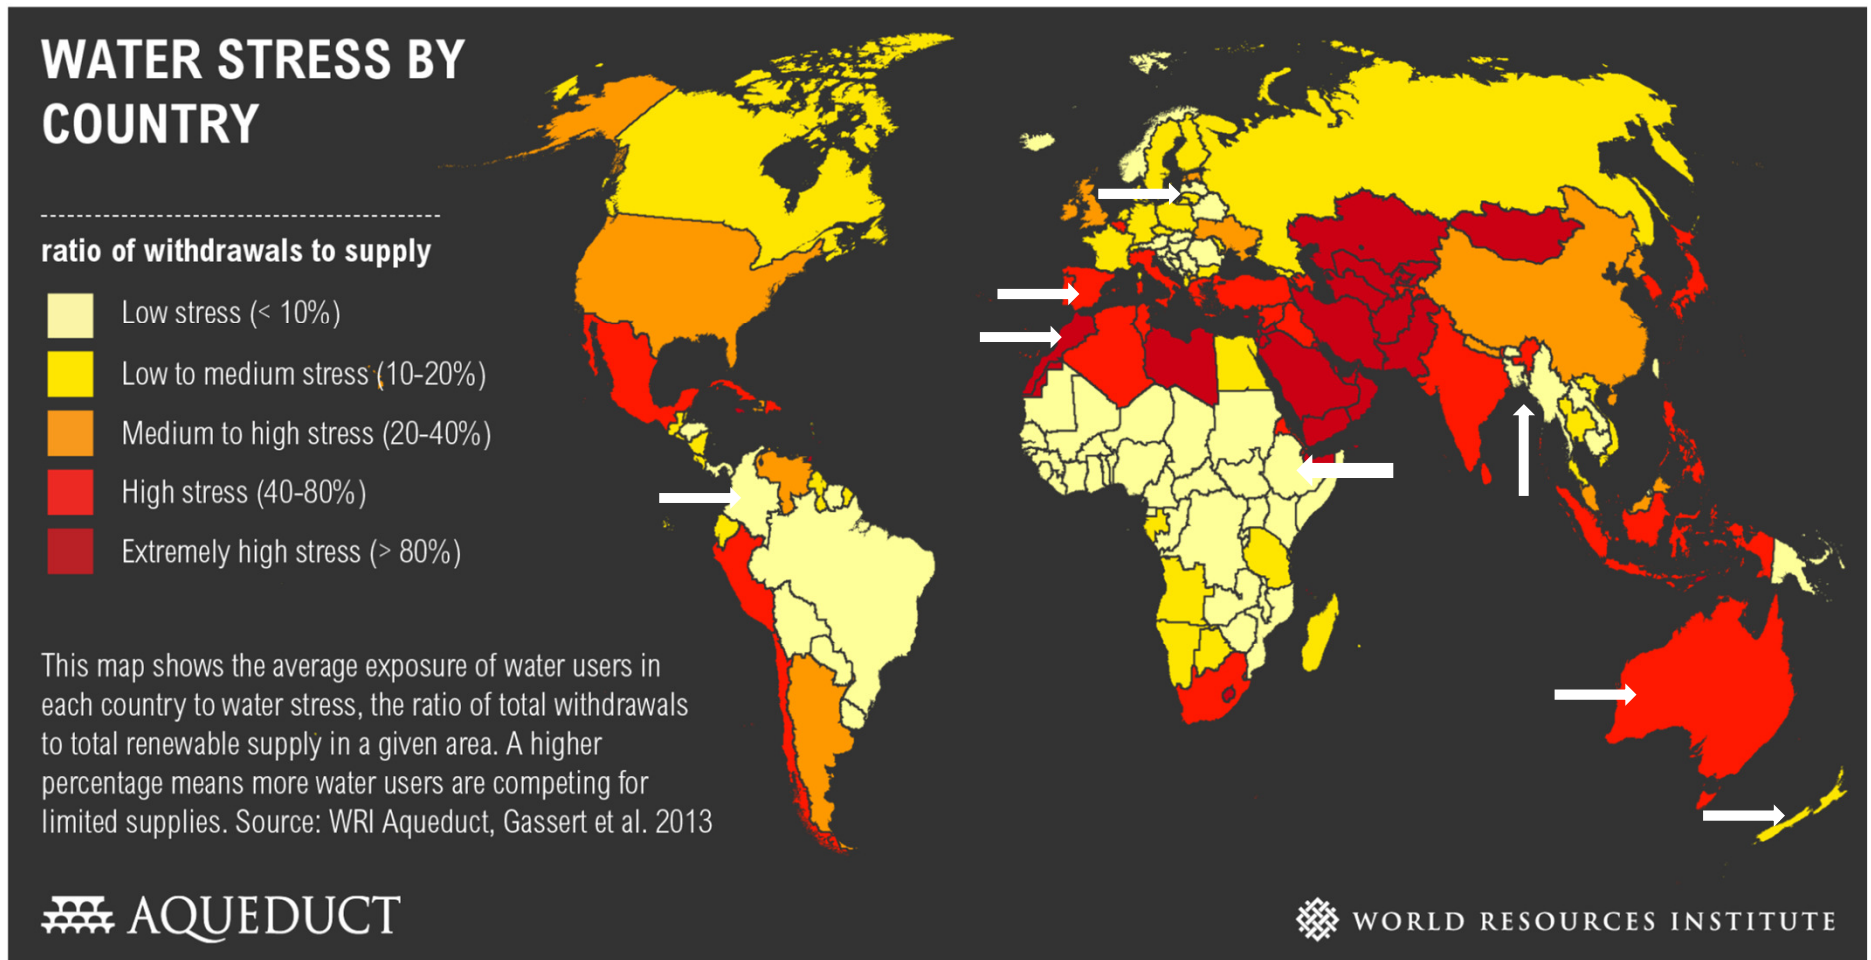 WATER STRESS BY
COUNTRY
ratio of withdrawals to supply
Low stress (< 10%)
Low to medium stress (10-20%)
Medium to high stress (20-40%)
High stress (40-80%)
Extremely high stress (> 80%)
This map shows the average exposure of water users in
each country to water stress, the ratio of total withdrawals
to total renewable supply in a given area. A higher
percentage means more water users are competing for
limited supplies. Source: WRI Aqueduct, Gassert et al. 2013
AQUEDUCT
WORLD RESOURCES INSTITUTE